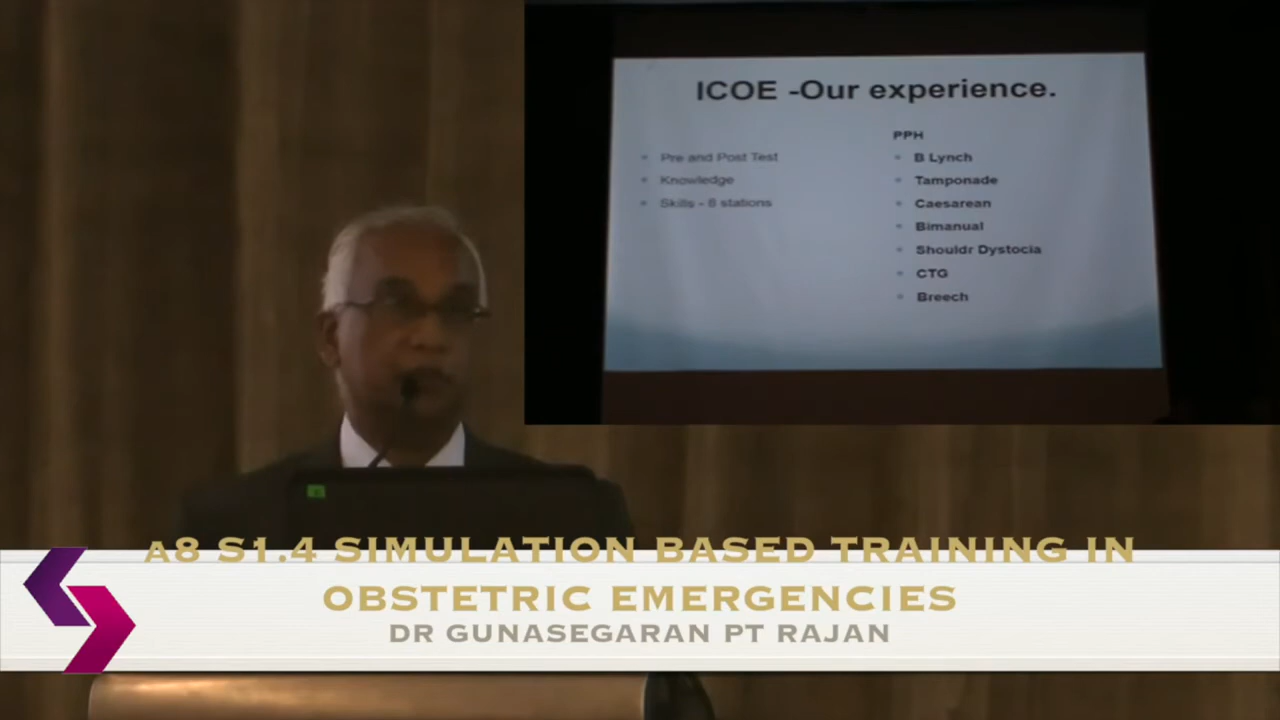 ICOE -Our experience.
Pre and Post Test
Knowledge
Skills - 8 stations
PPH
B Lynch
Tamponade
Caesarean
Bimanual
Shouldr Dystocia
CTG
Breech
A8 S1.4 SIMULATION BASED TRAINING IN
OBSTETRIC EMERGENCIES
DR GUNASEGARAN PT RAJAN